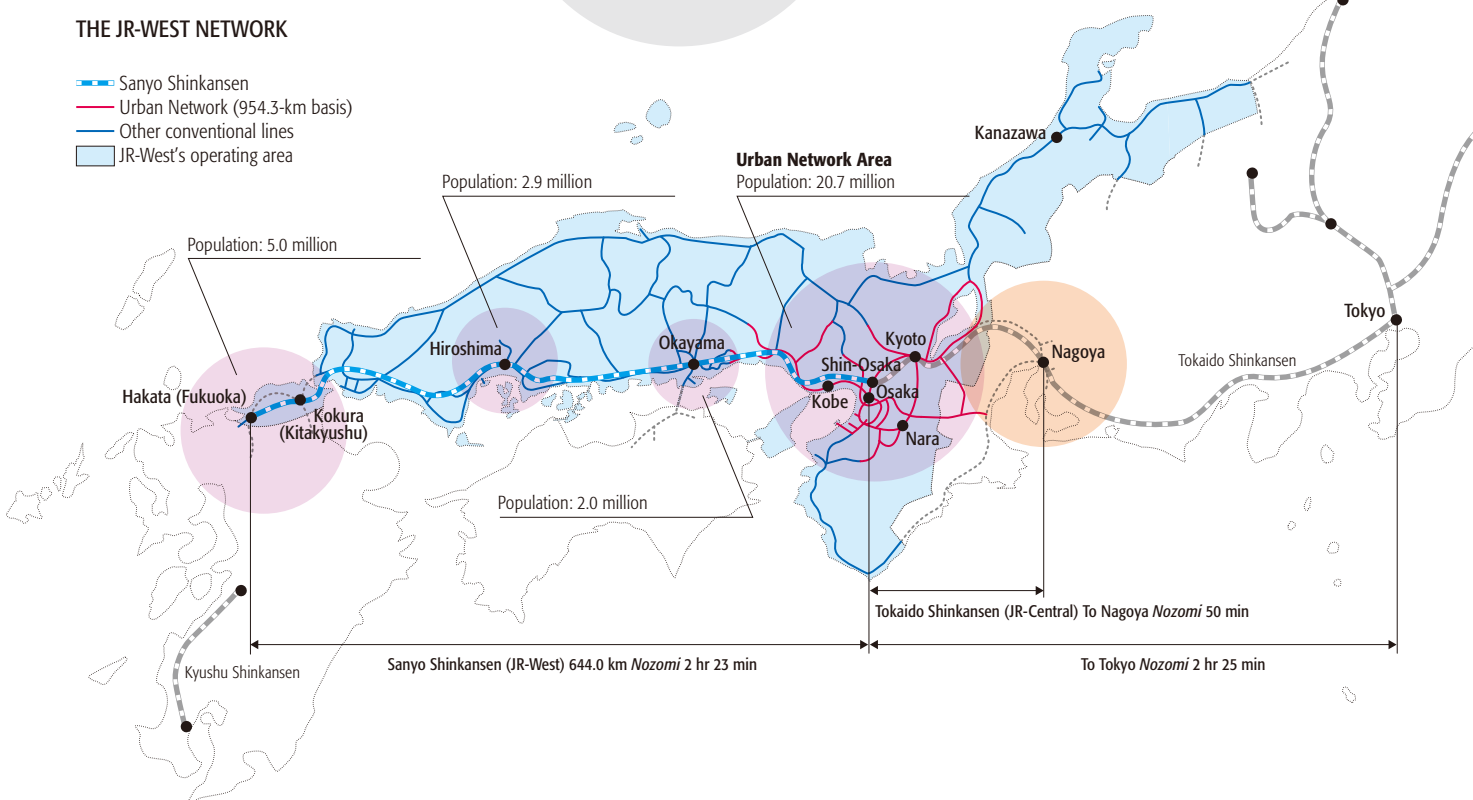 THE JR-WEST NETWORK
Sanyo Shinkansen
Urban Network (954.3-km basis)
Other conventional lines
JR-West's operating area
Kanazawa
Urban Network Area
Population: 20.7 million
Population: 2.9 million
Population: 5.0 million
Tokyo
Hiroshima
Okayama
Kyoto
Shin-Osaka
Nagoya
Tokaido Shinkansen
Hakata (Fukuoka)
Kobe
Osaka
Kokura
(Kitakyushu)
Nara
Population: 2.0 million
Tokaido Shinkansen (JR-Central) To Nagoya Nozomi 50 min
Sanyo Shinkansen (JR-West) 644.0 km Nozomi 2 hr 23 min
To Tokyo Nozomi 2 hr 25 min
Kyushu Shinkansen